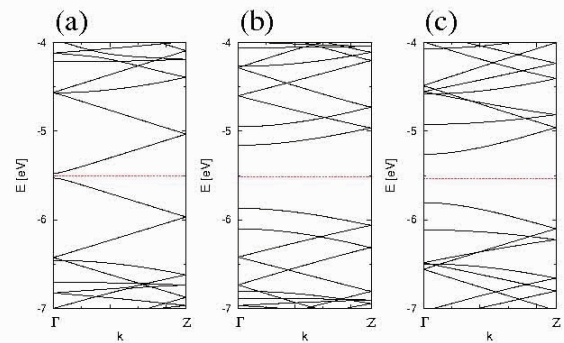 (a) (b) (c)
-4 -4 -4
-5 -5 -5
E [eV] E [eV] E [eV]
-6 -6 -6
-7 -7 -7
Γ Z Γ Z Γ Z
k k k